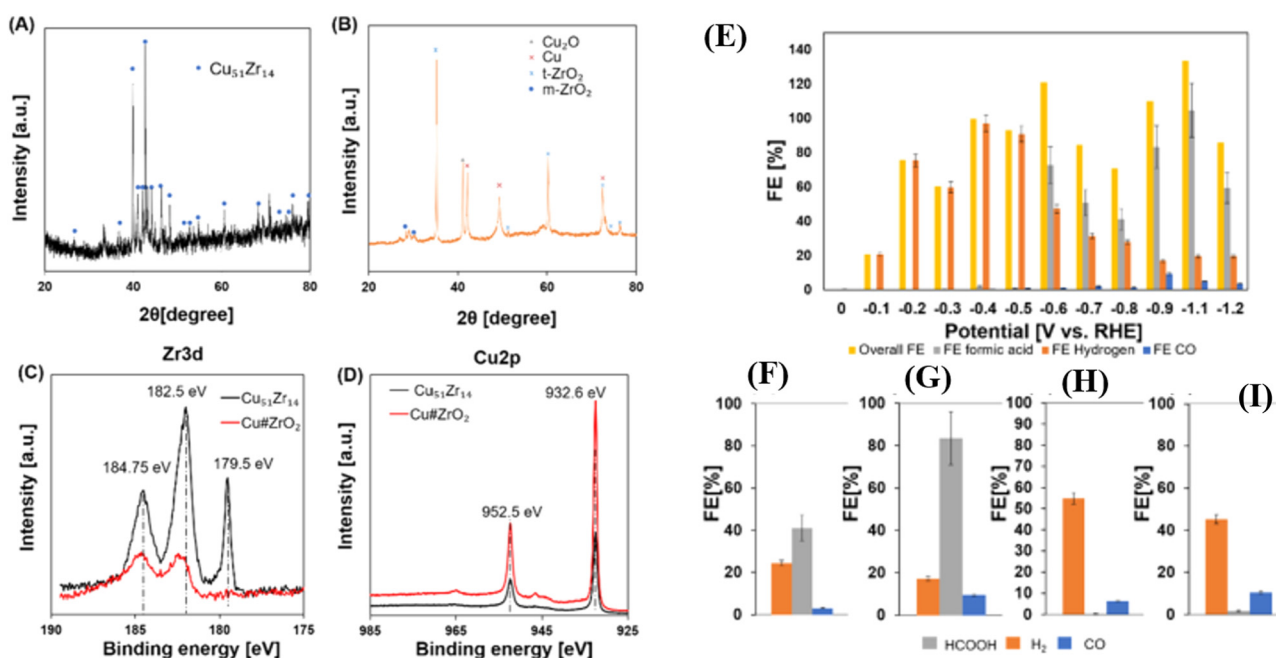 (A)
Intensity [a.u.]
Cu₅₁Zr₁₄
20 40 60 80
2θ[degree]
(B)
Intensity [a.u.]
Cu₂O
Cu
t-ZrO₂
m-ZrO₂
20 40 60 80
2θ [degree]
(E)
FE [%]
140
120
100
80
60
40
20
0
0 -0.1 -0.2 -0.3 -0.4 -0.5 -0.6 -0.7 -0.8 -0.9 -1.1 -1.2
Potential [V vs. RHE]
Overall FE FE formic acid FE Hydrogen FE CO
Zr3d
(C)
Intensity [a.u.]
182.5 eV
Cu₅₁Zr₁₄
Cu#ZrO₂
184.75 eV
179.5 eV
190 185 180 175
Binding energy [eV]
Cu2p
(D)
Intensity [a.u.]
932.6 eV
Cu₅₁Zr₁₄
Cu#ZrO₂
952.5 eV
985 965 945 925
Binding energy [eV]
(F)
FE[%]
100
80
60
40
20
0
(G)
FE[%]
100
80
60
40
20
0
(H)
FE[%]
100
90
80
70
60
50
40
30
20
10
0
(I)
FE[%]
100
80
60
40
20
0
HCOOH H₂ CO